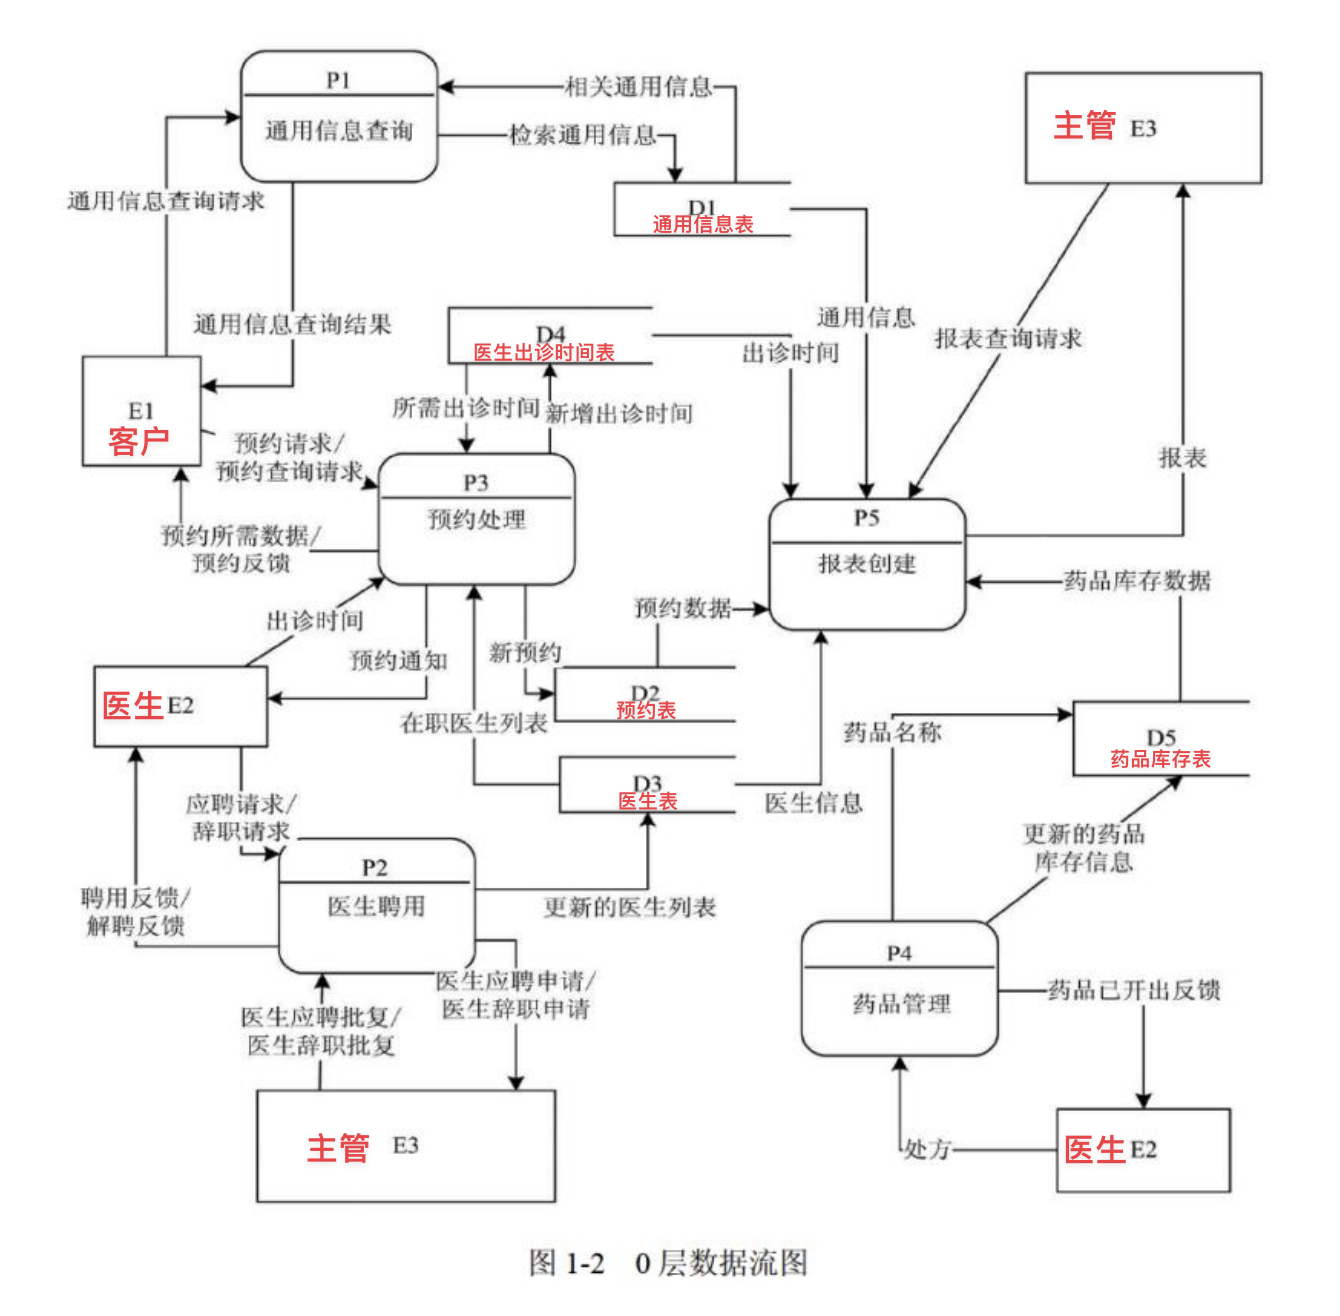 P1
通用信息查询
相关通用信息
检索通用信息
主管 E3
通用信息查询请求
D1
通用信息表
通用信息查询结果
D4
医生出诊时间表
出诊时间
通用信息
报表查询请求
E1
客户
所需出诊时间
新增出诊时间
预约请求/
预约查询请求
报表
P3
预约处理
P5
报表创建
预约所需数据/
预约反馈
药品库存数据
出诊时间
预约数据
预约通知
新预约
医生 E2
D2
预约表
在职医生列表
药品名称
D5
药品库存表
D3
医生表
医生信息
应聘请求/
辞职请求
更新的药品
库存信息
P2
医生聘用
聘用反馈/
解聘反馈
更新的医生列表
P4
药品管理
医生应聘申请/
医生辞职申请
药品已开出反馈
医生应聘批复/
医生辞职批复
主管 E3
处方
医生 E2
图 1-2 0 层数据流图